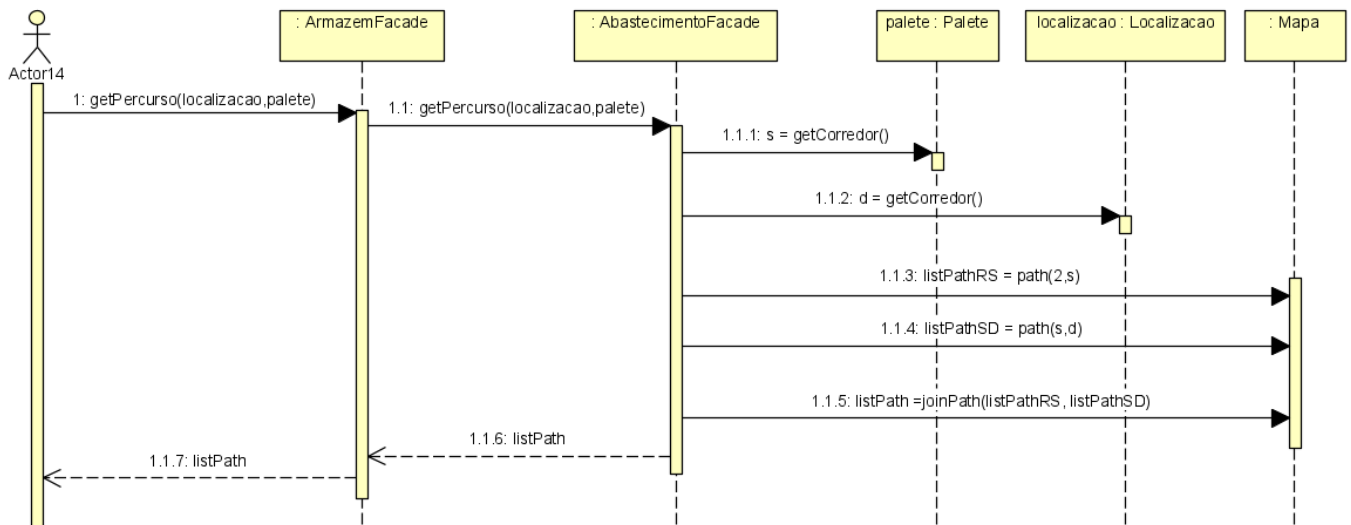 : ArmazemFacade
: AbastecimentoFacade
palete : Palete
localizacao : Localizacao
: Mapa
Actor14
1: getPercurso(localizacao,palete)
1.1: getPercurso(localizacao,palete)
1.1.1: s = getCorredor()
1.1.2: d = getCorredor()
1.1.3: listPathRS = path(2,s)
1.1.4: listPathSD = path(s,d)
1.1.5: listPath =joinPath(listPathRS, listPathSD)
1.1.6: listPath
1.1.7: listPath